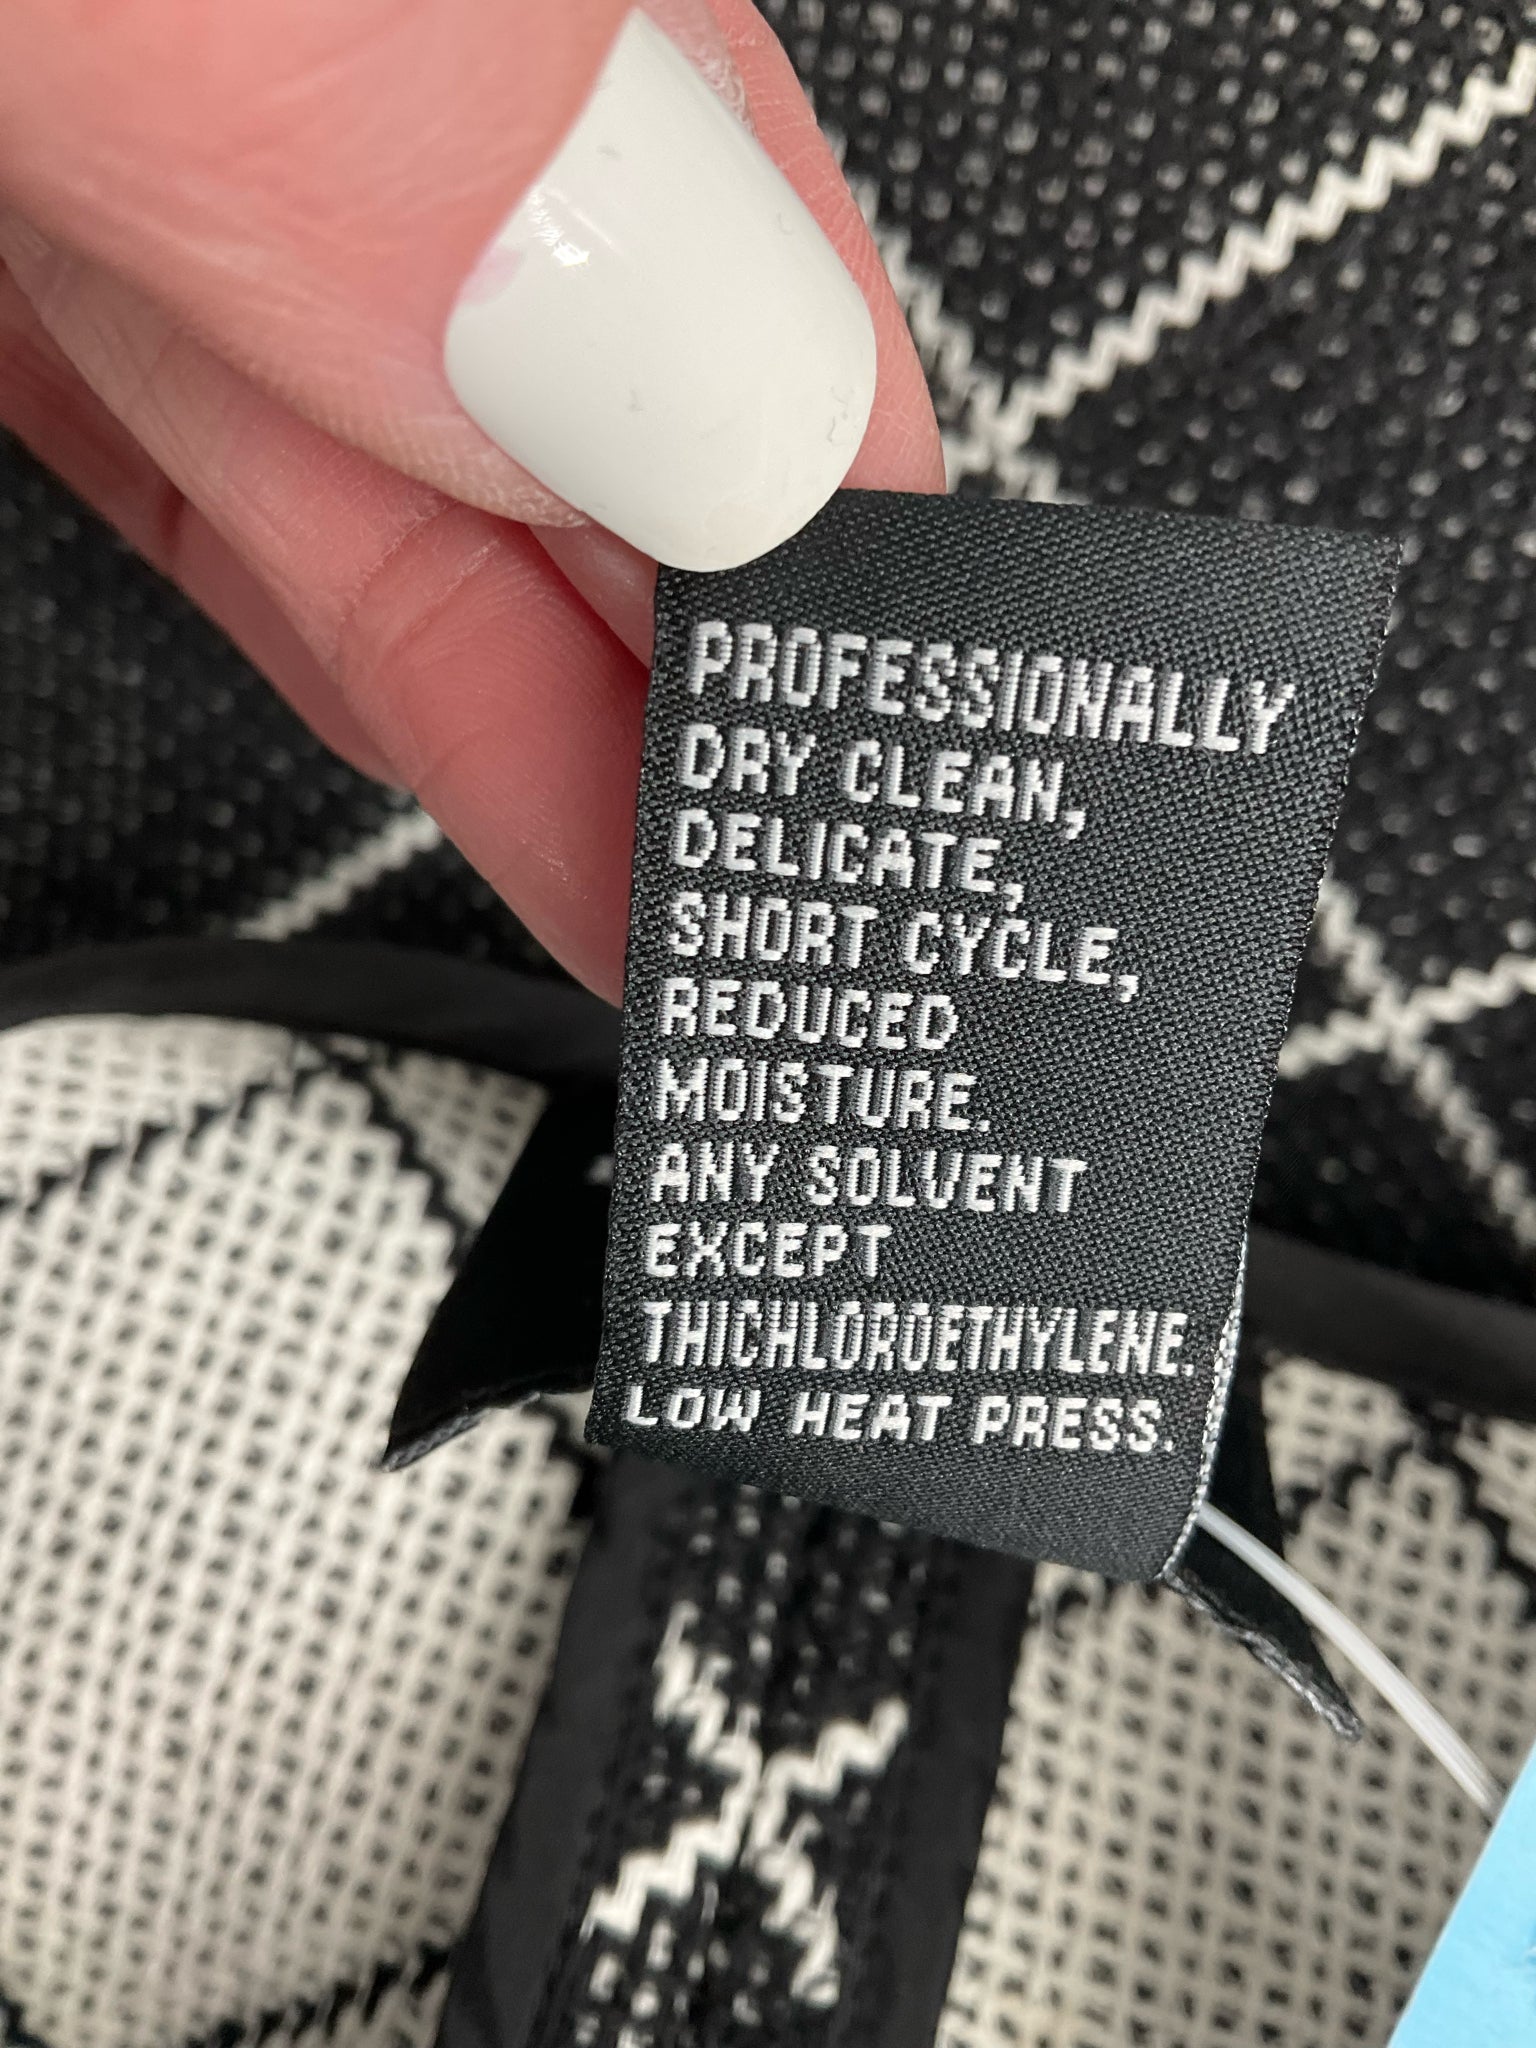 PROFESSIONALLY
DRY CLEAN,
DELICATE,
SHORT CYCLE,
REDUCED
MOISTURE.
ANY SOLVENT
EXCEPT
THICHLOROETHYLENE.
LOW HEAT PRESS.